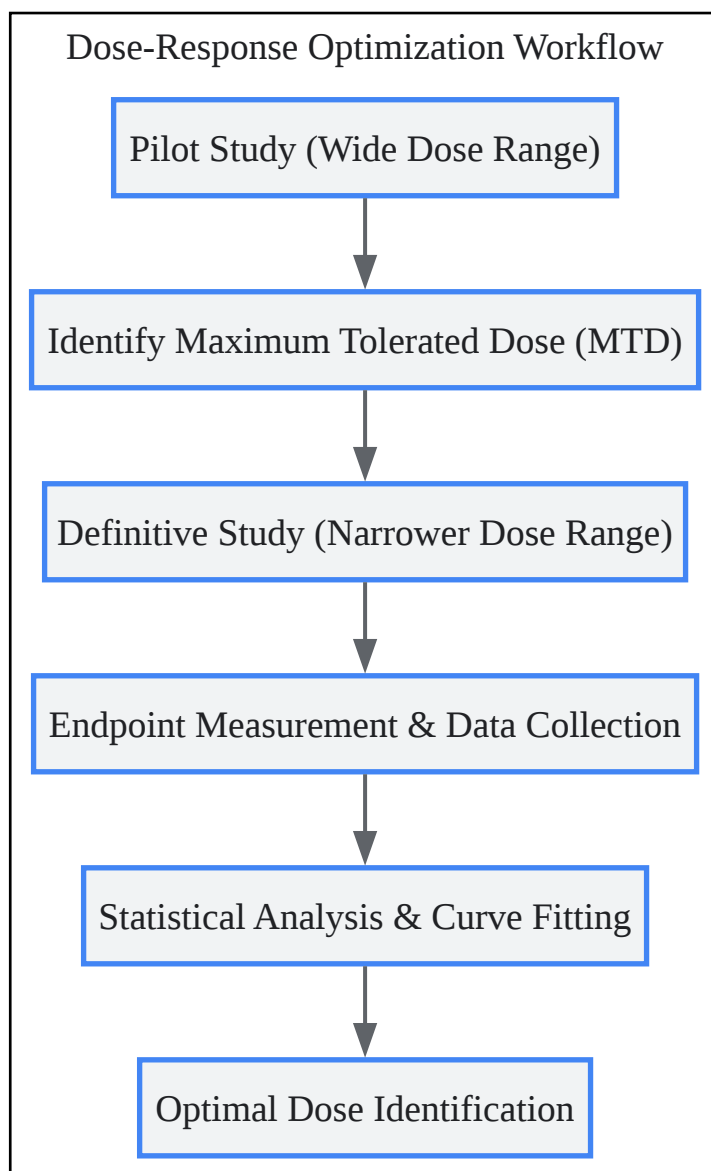 Dose-Response Optimization Workflow
Pilot Study (Wide Dose Range)
Identify Maximum Tolerated Dose (MTD)
Definitive Study (Narrower Dose Range)
Endpoint Measurement & Data Collection
Statistical Analysis & Curve Fitting
Optimal Dose Identification